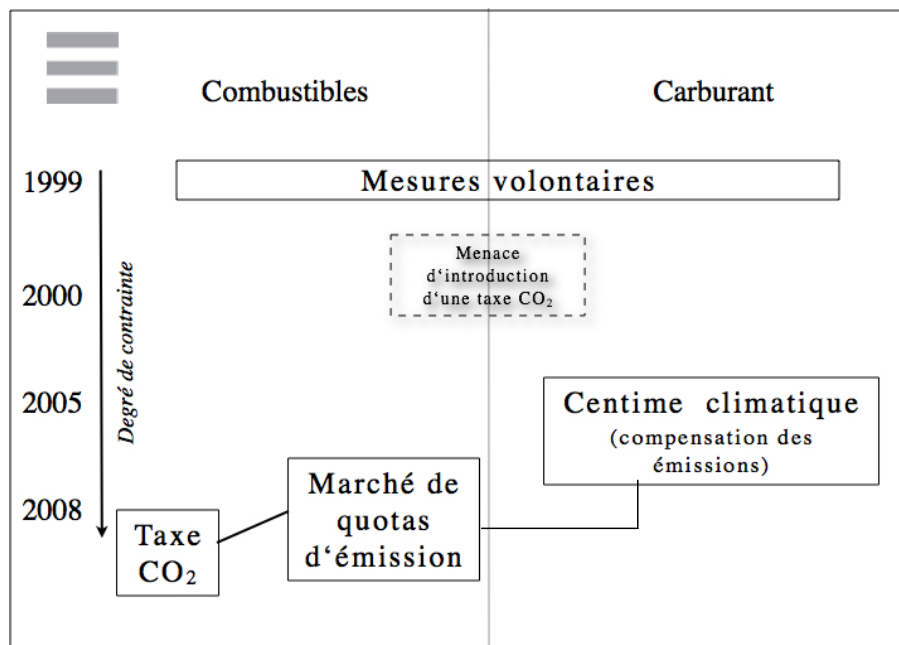 Combustibles
Carburant
1999
Mesures volontaires
Menace
d‘introduction
d‘une taxe CO₂
2000
Degré de contrainte
2005
Centime climatique
(compensation des
émissions)
2008
Marché de
quotas
d‘émission
Taxe
CO₂